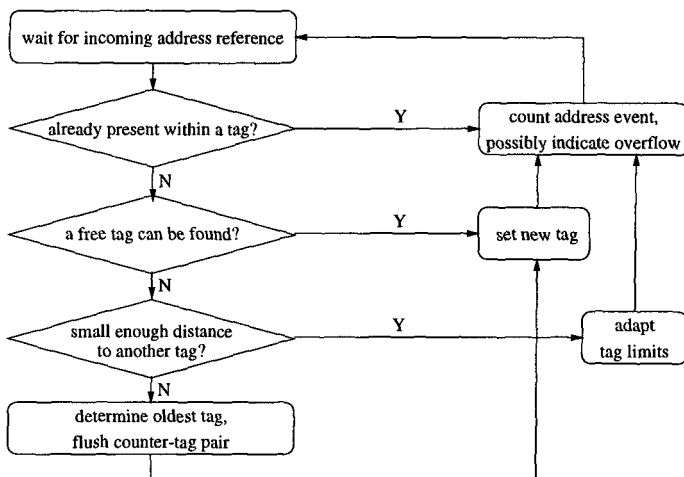 wait for incoming address reference
already present within a tag?
Y
count address event,
possibly indicate overflow
N
a free tag can be found?
Y
set new tag
N
small enough distance
to another tag?
Y
adapt
tag limits
N
determine oldest tag,
flush counter-tag pair